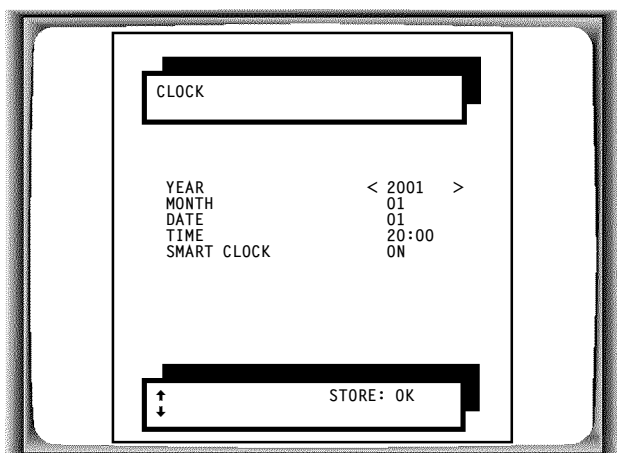 CLOCK
YEAR < 2001 >
MONTH 01
DATE 01
TIME 20:00
SMART CLOCK ON
↑ STORE: OK
↓